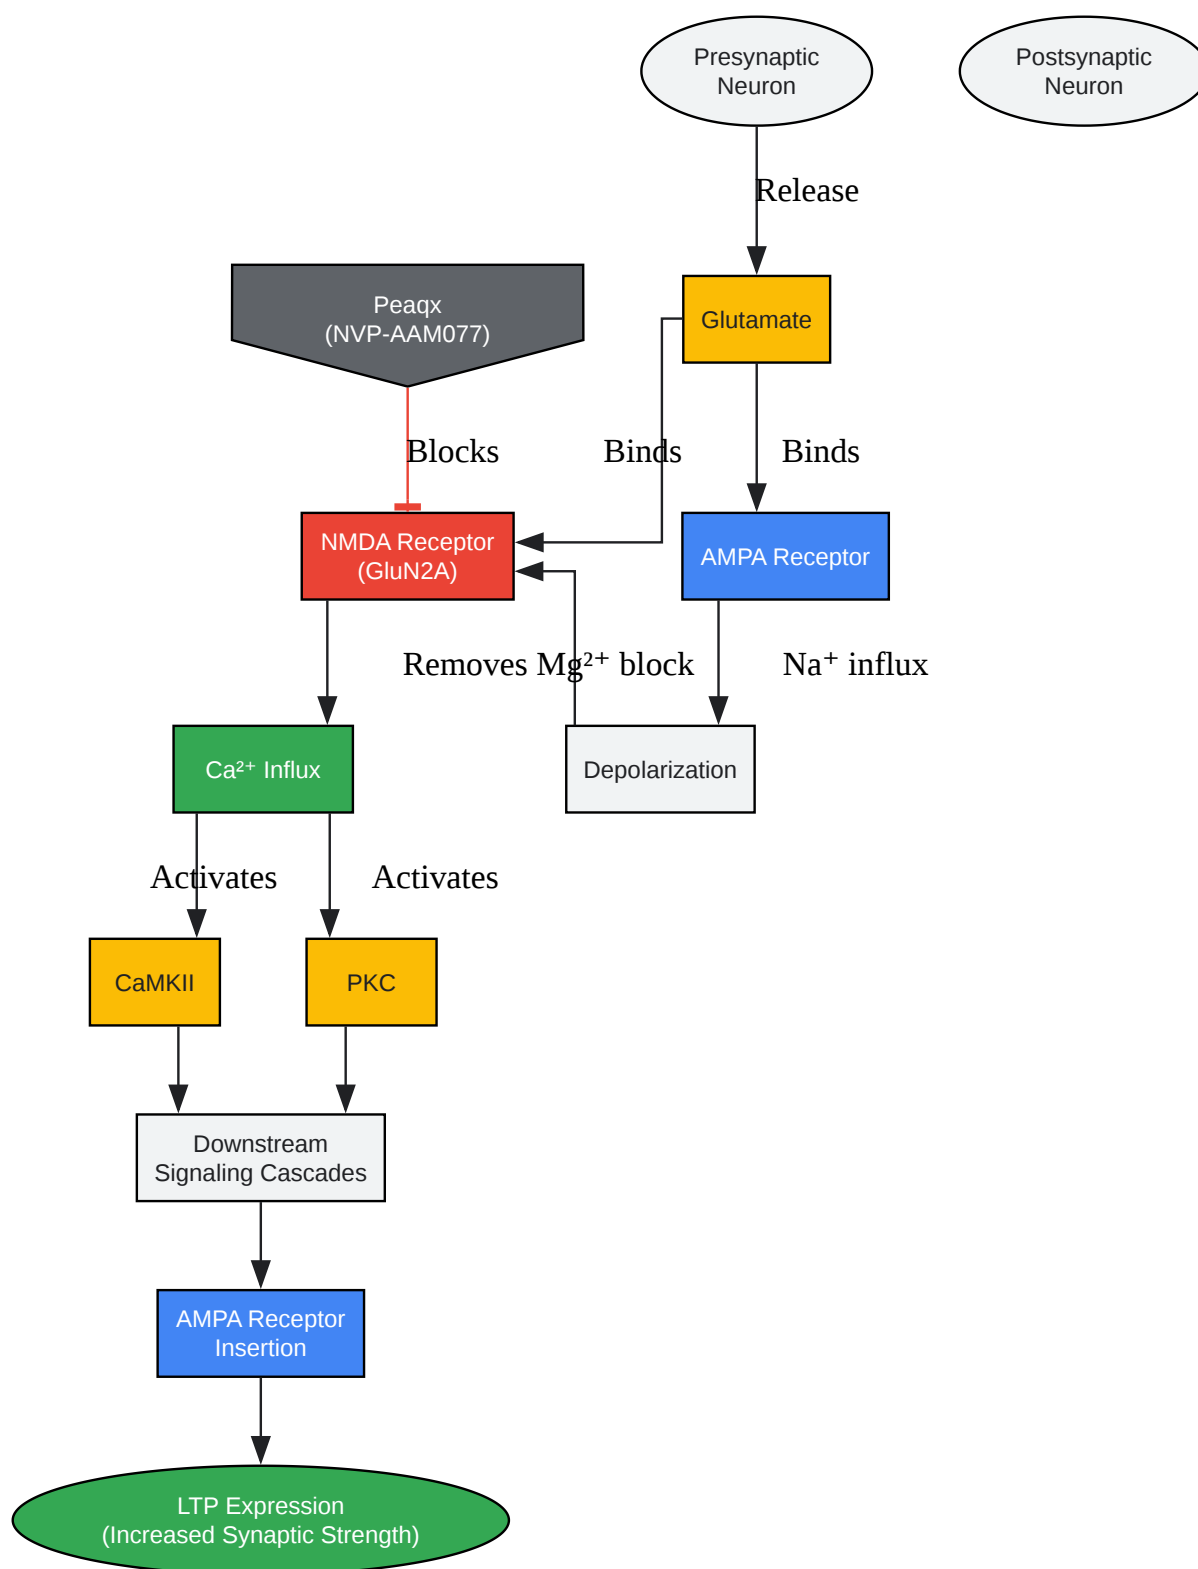 Presynaptic
Neuron
Postsynaptic
Neuron
Release
Peaqx
(NVP-AAM077)
Glutamate
Blocks
Binds
Binds
NMDA Receptor
(GluN2A)
AMPA Receptor
Removes Mg²⁺ block
Na⁺ influx
Ca²⁺ Influx
Depolarization
Activates
Activates
CaMKII
PKC
Downstream
Signaling Cascades
AMPA Receptor
Insertion
LTP Expression
(Increased Synaptic Strength)